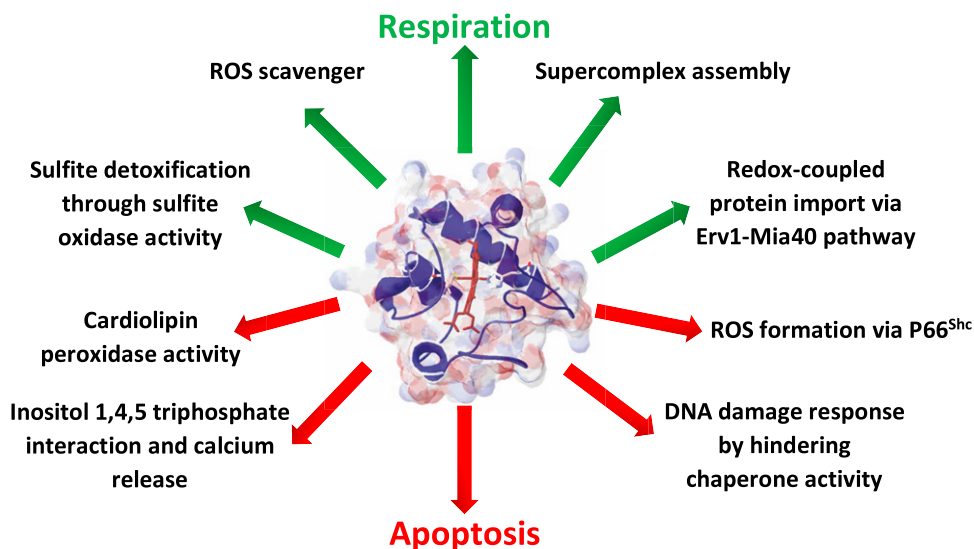 Respiration
ROS scavenger
Supercomplex assembly
Sulfite detoxification
through sulfite
oxidase activity
Redox-coupled
protein import via
Erv1-Mia40 pathway
Cardiolipin
peroxidase activity
ROS formation via P66Shc
Inositol 1,4,5 triphosphate
interaction and calcium
release
DNA damage response
by hindering
chaperone activity
Apoptosis